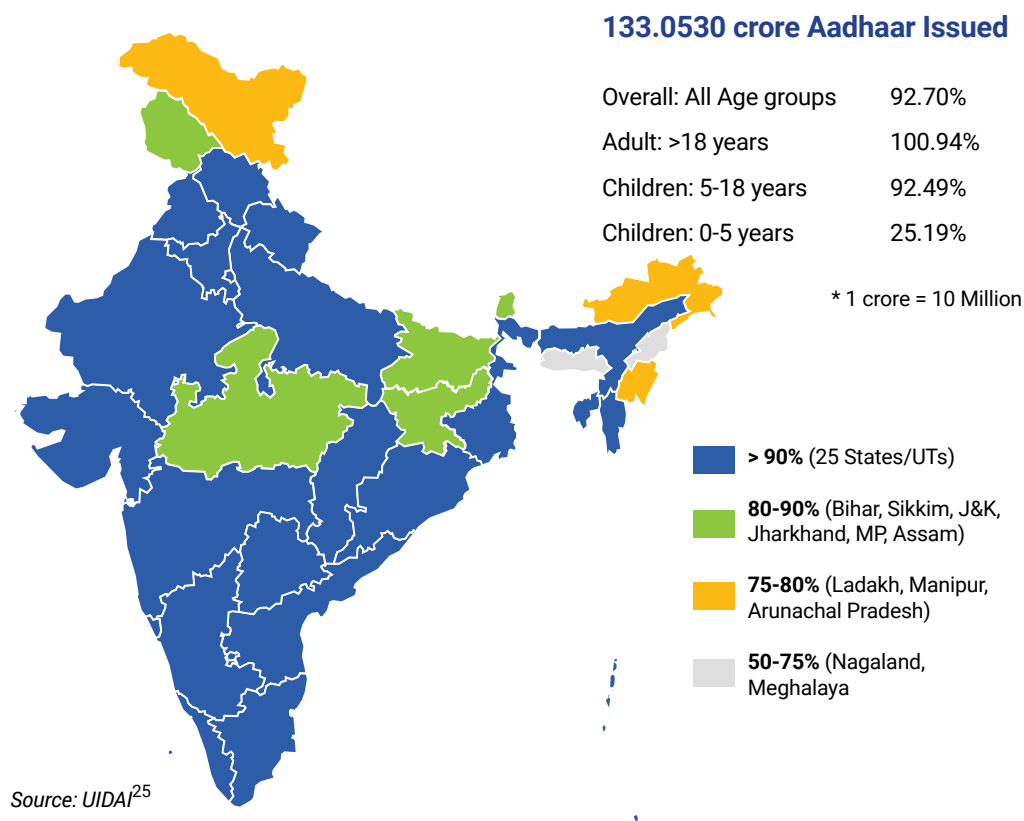 133.0530 crore Aadhaar Issued
Overall: All Age groups 92.70%
Adult: >18 years 100.94%
Children: 5-18 years 92.49%
Children: 0-5 years 25.19%
* 1 crore = 10 Million
> 90% (25 States/UTs)
80-90% (Bihar, Sikkim, J&K,
Jharkhand, MP, Assam)
75-80% (Ladakh, Manipur,
Arunachal Pradesh)
50-75% (Nagaland,
Meghalaya
Source: UIDAI25